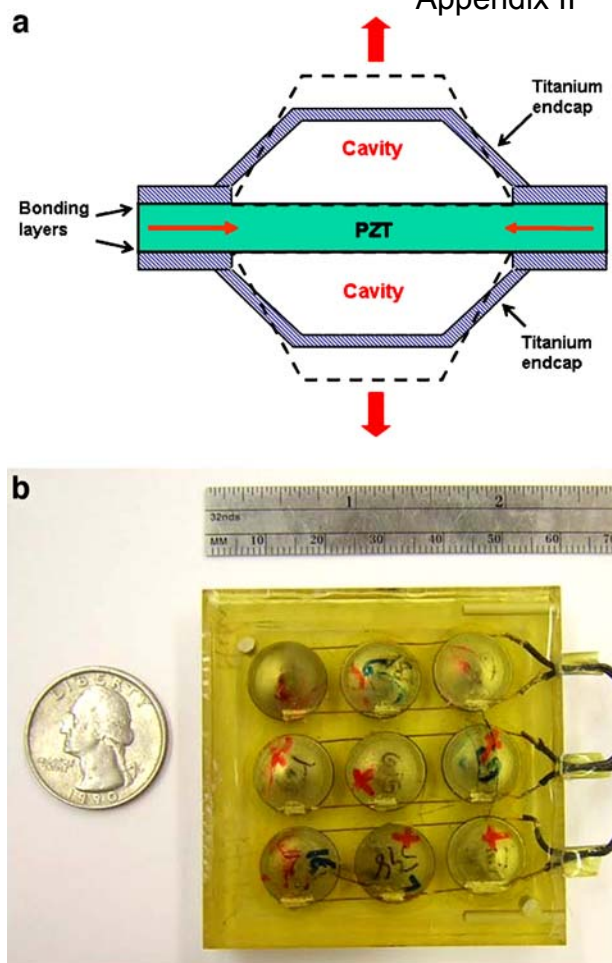 Appendix II
a
Titanium
endcap
Cavity
Bonding
layers
PZT
Cavity
Titanium
endcap
b
1 2
32nds
MM 10 20 30 40 50 60 70
LIBERTY
1990